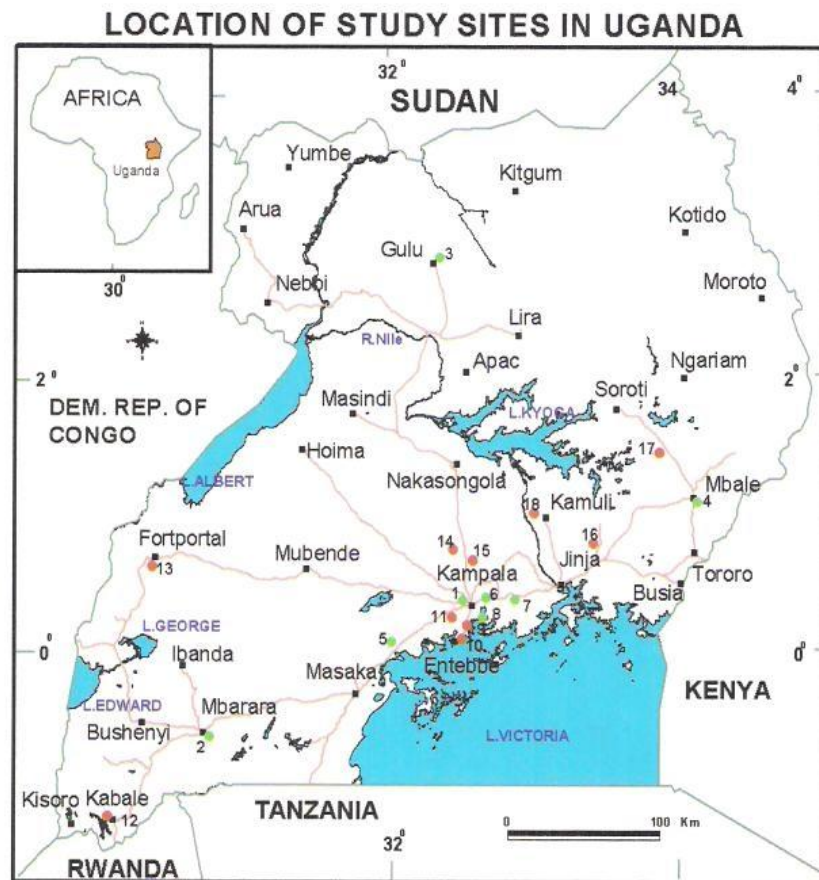 LOCATION OF STUDY SITES IN UGANDA
32°
34
4°
AFRICA
Uganda
SUDAN
Yumbe
Kitgum
Arua
Kotido
Gulu
3
30
Nebbi
Moroto
R.Nile
Lira
2°
Apac
Ngariam
2°
DEM. REP. OF
CONGO
Masindi
Soroti
L.KYOGA
Hoima
17
L.ALBERT
Nakasongola
Mbale
4
18
Kamuli
Fortportal
13
Mubende
14
15
16
Kampala
Jinja
Tororo
1
6
7
Busia
11
8
L.GEORGE
5
10
0°
Ibanda
Entebbe
0°
Masaka
KENYA
L.EDWARD
Mbarara
Bushenyi
2
L.VICTORIA
Kisoro
Kabale
12
TANZANIA
0
100 Km
RWANDA
32°